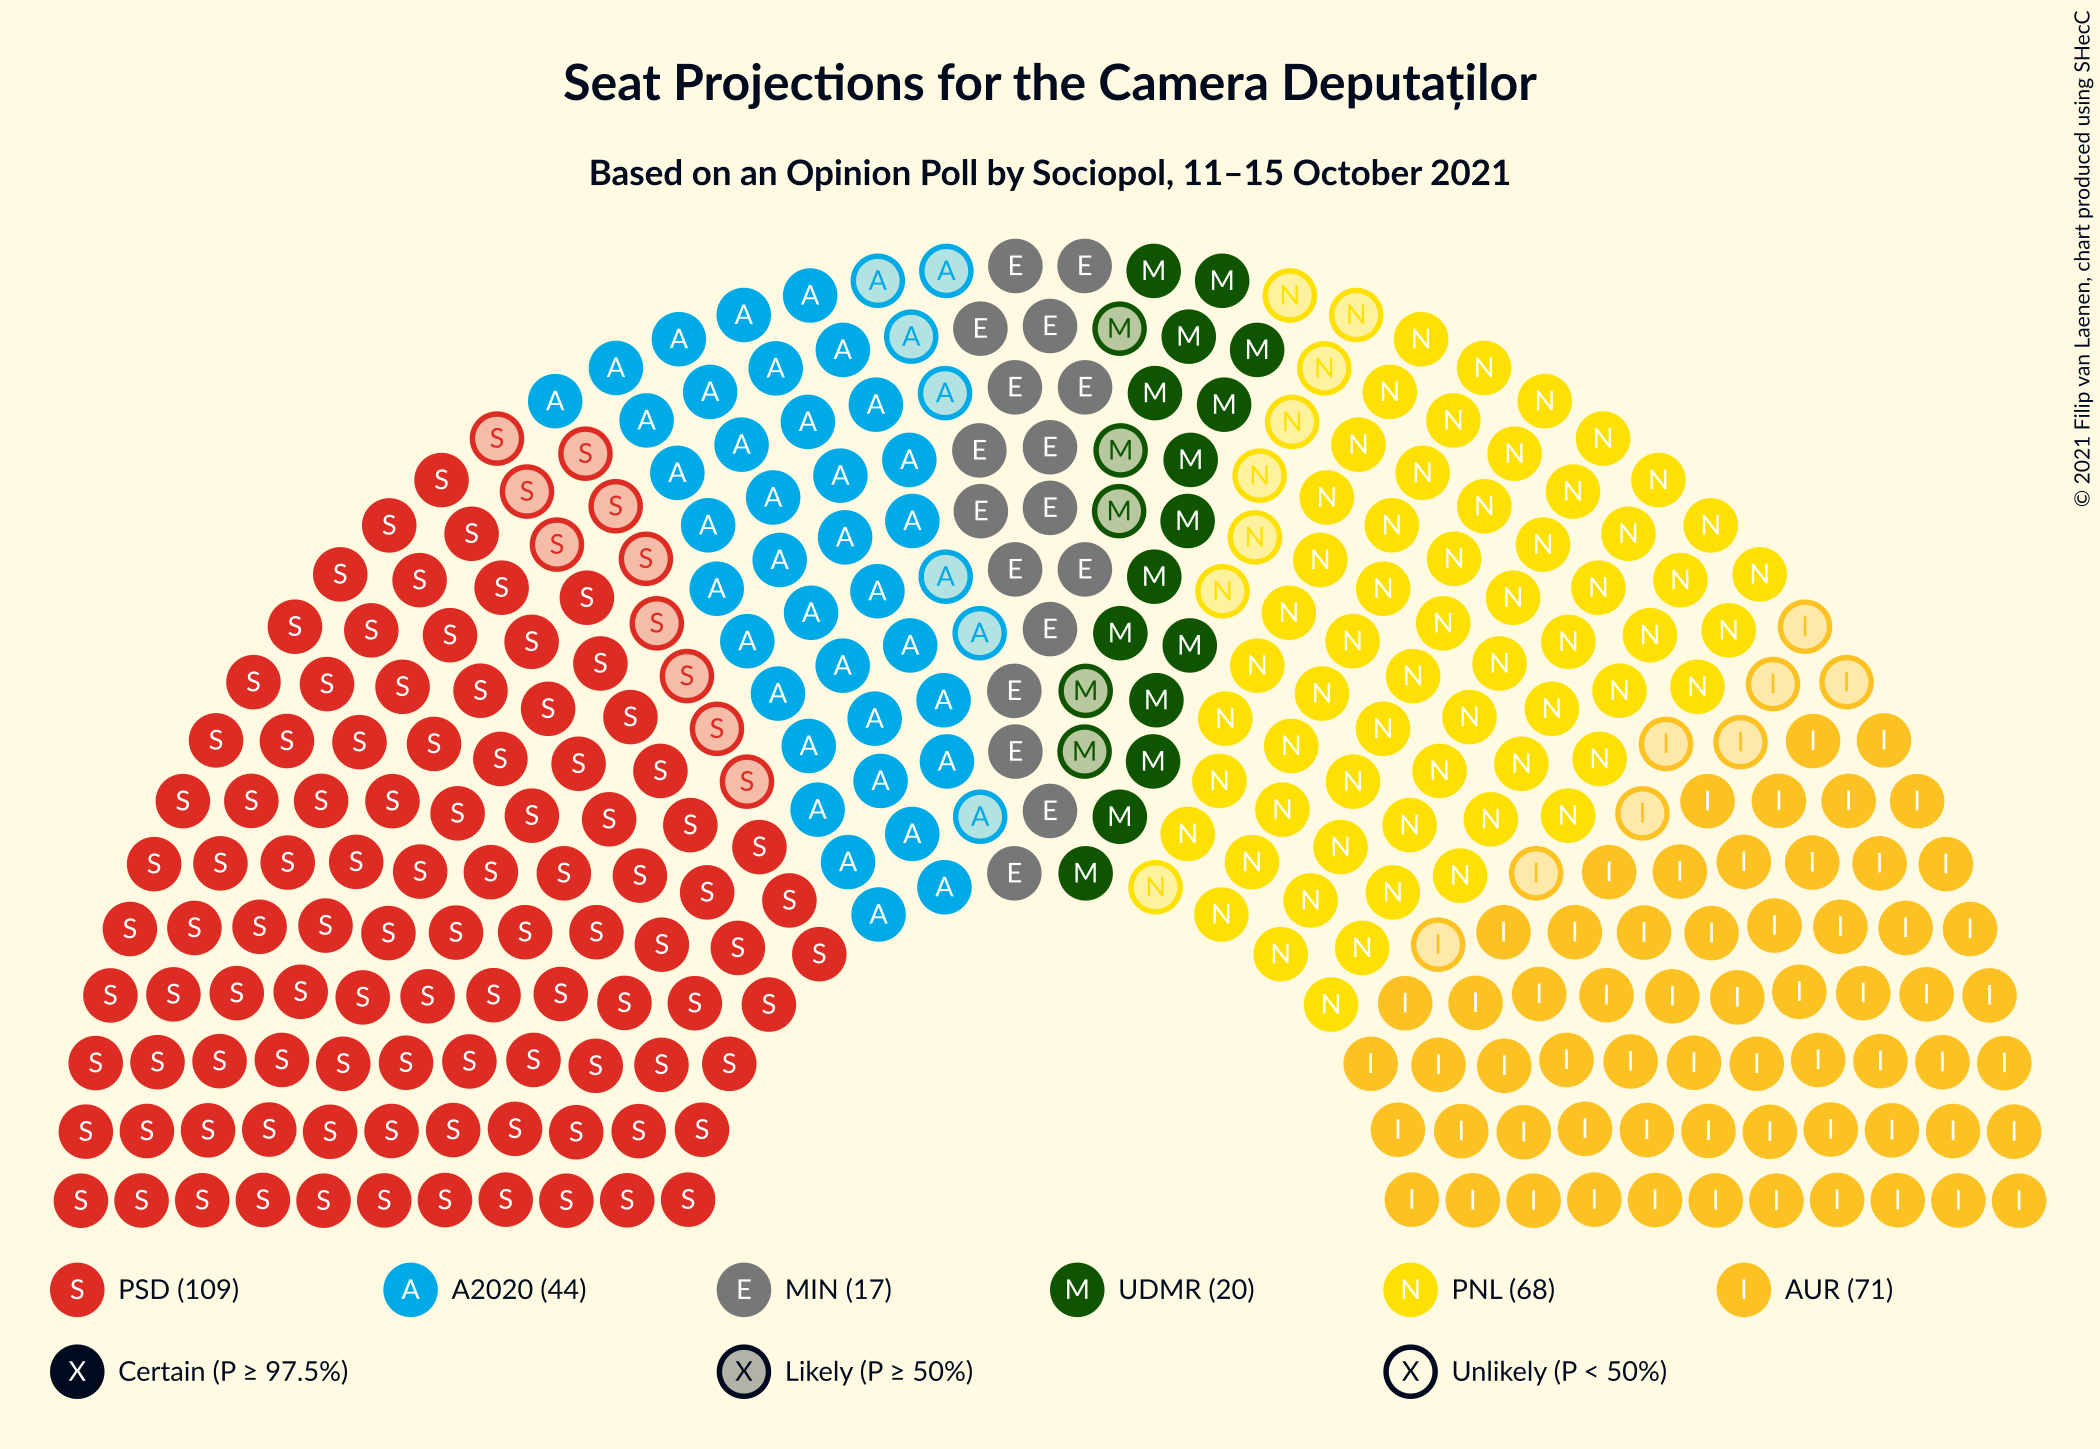 Seat Projections for the Camera Deputaților
Based on an Opinion Poll by Sociopol, 11–15 October 2021
© 2021 Filip van Laenen, chart produced using SHecC
S PSD (109) A A2020 (44) E MIN (17) M UDMR (20) N PNL (68) I AUR (71)
X Certain (P ≥ 97.5%) X Likely (P ≥ 50%) X Unlikely (P < 50%)